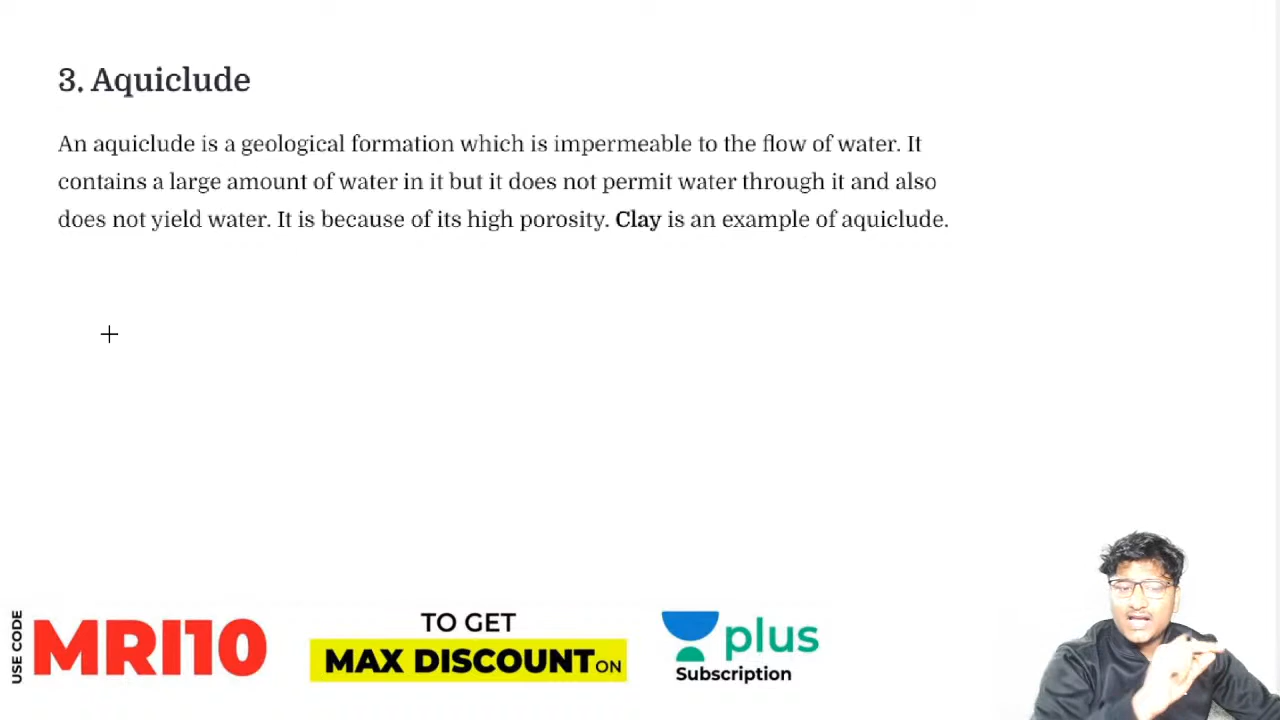 3. Aquiclude
An aquiclude is a geological formation which is impermeable to the flow of water. It
contains a large amount of water in it but it does not permit water through it and also
does not yield water. It is because of its high porosity. Clay is an example of aquiclude.
USE CODE
MRI10
TO GET
MAX DISCOUNT ON
plus
Subscription